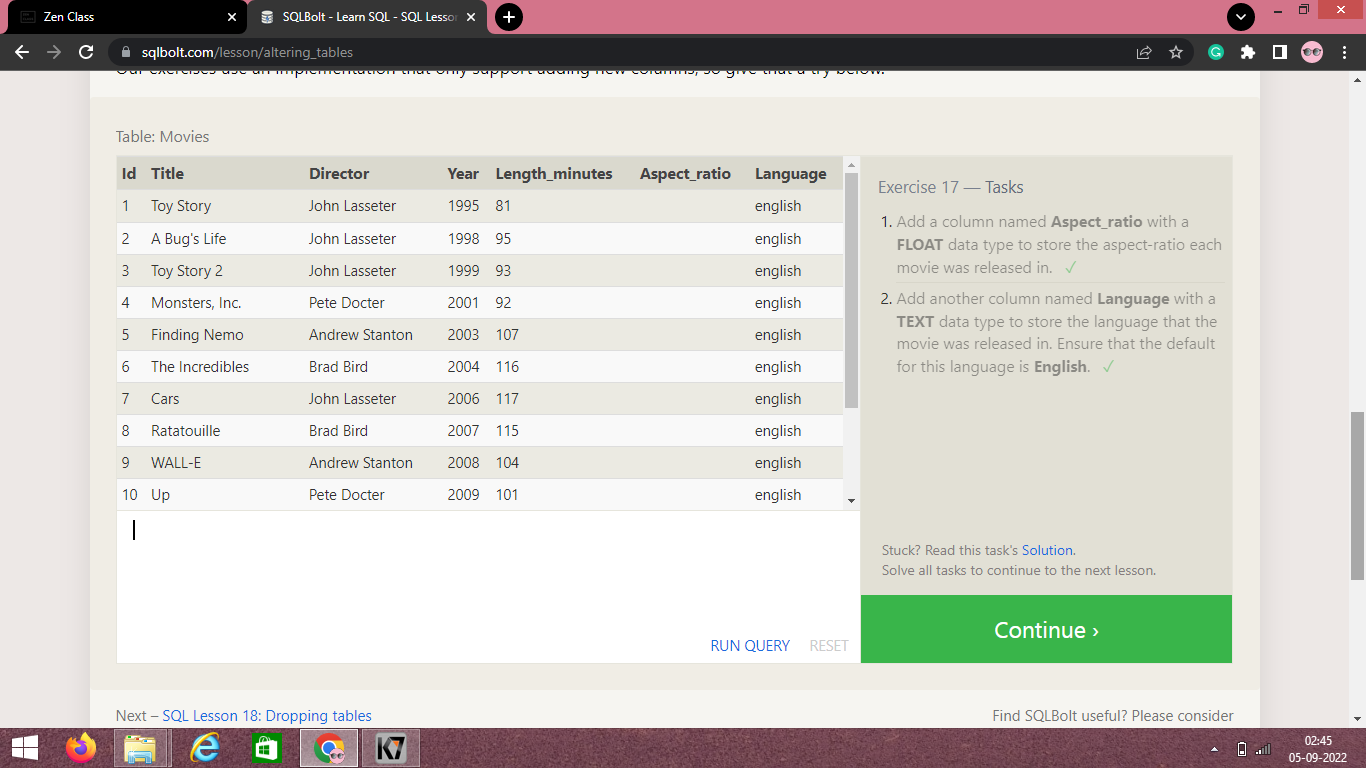 Zen Class
SQLBolt - Learn SQL - SQL Lesson
sqlbolt.com/lesson/altering_tables
Our exercises use an implementation that only support adding new columns, so give that a try below.
Table: Movies
Id Title Director Year Length_minutes Aspect_ratio Language
1 Toy Story John Lasseter 1995 81 english
2 A Bug's Life John Lasseter 1998 95 english
3 Toy Story 2 John Lasseter 1999 93 english
4 Monsters, Inc. Pete Docter 2001 92 english
5 Finding Nemo Andrew Stanton 2003 107 english
6 The Incredibles Brad Bird 2004 116 english
7 Cars John Lasseter 2006 117 english
8 Ratatouille Brad Bird 2007 115 english
9 WALL-E Andrew Stanton 2008 104 english
10 Up Pete Docter 2009 101 english
RUN QUERY RESET
Exercise 17 — Tasks
1. Add a column named Aspect_ratio with a
FLOAT data type to store the aspect-ratio each
movie was released in. ✓
2. Add another column named Language with a
TEXT data type to store the language that the
movie was released in. Ensure that the default
for this language is English. ✓
Stuck? Read this task's Solution.
Solve all tasks to continue to the next lesson.
Continue ›
Next – SQL Lesson 18: Dropping tables
Find SQLBolt useful? Please consider
K7
02:45
05-09-2022